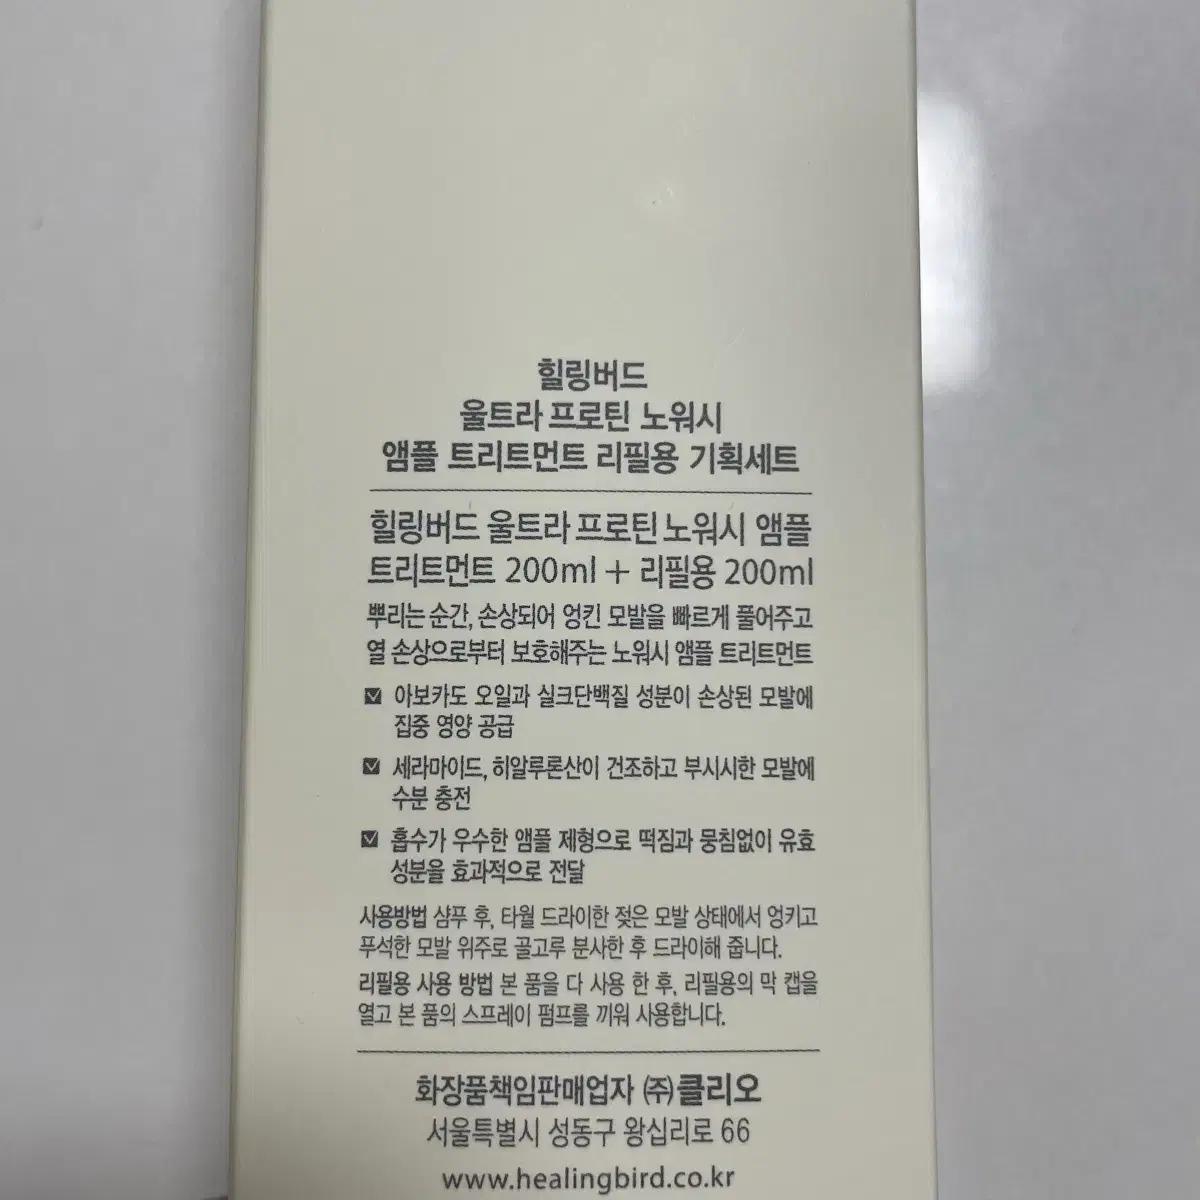 힐링버드
울트라 프로틴 노워시
앰플 트리트먼트 리필용 기획세트
힐링버드 울트라 프로틴 노워시 앰플
트리트먼트 200ml + 리필용 200ml
뿌리는 순간, 손상되어 엉킨 모발을 빠르게 풀어주고
열 손상으로부터 보호해주는 노워시 앰플 트리트먼트
아보카도 오일과 실크단백질 성분이 손상된 모발에
집중 영양 공급
세라마이드, 히알루론산이 건조하고 부시시한 모발에
수분 충전
흡수가 우수한 앰플 제형으로 떡짐과 뭉침없이 유효
성분을 효과적으로 전달
사용방법 샴푸 후, 타월 드라이한 젖은 모발 상태에서 엉키고
푸석한 모발 위주로 골고루 분사한 후 드라이해 줍니다.
리필용 사용 방법 본 품을 다 사용 한 후, 리필용의 막 캡을
열고 본 품의 스프레이 펌프를 끼워 사용합니다.
화장품책임판매업자 ㈜클리오
서울특별시 성동구 왕십리로 66
www.healingbird.co.kr